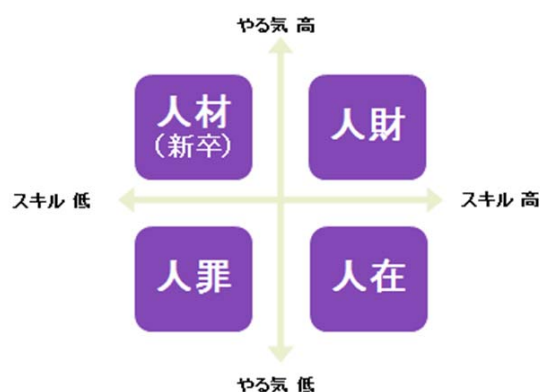 やる気 高
人材
(新卒)
人財
スキル 低
スキル 高
人罪
人在
やる気 低